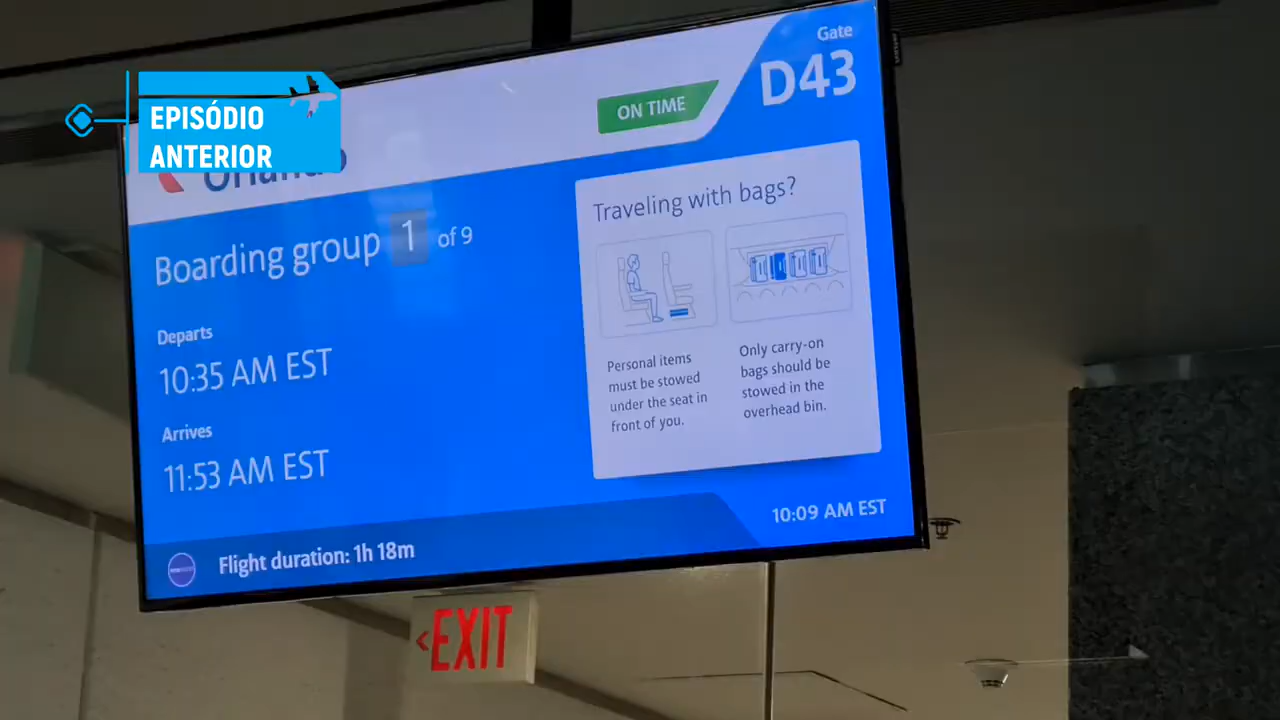 EPISÓDIO
ANTERIOR
Orlando
ON TIME
Gate
D43
Boarding group 1 of 9
Departs
10:35 AM EST
Arrives
11:53 AM EST
Traveling with bags?
Personal items
must be stowed
under the seat in
front of you.
Only carry-on
bags should be
stowed in the
overhead bin.
Flight duration: 1h 18m
10:09 AM EST
<EXIT